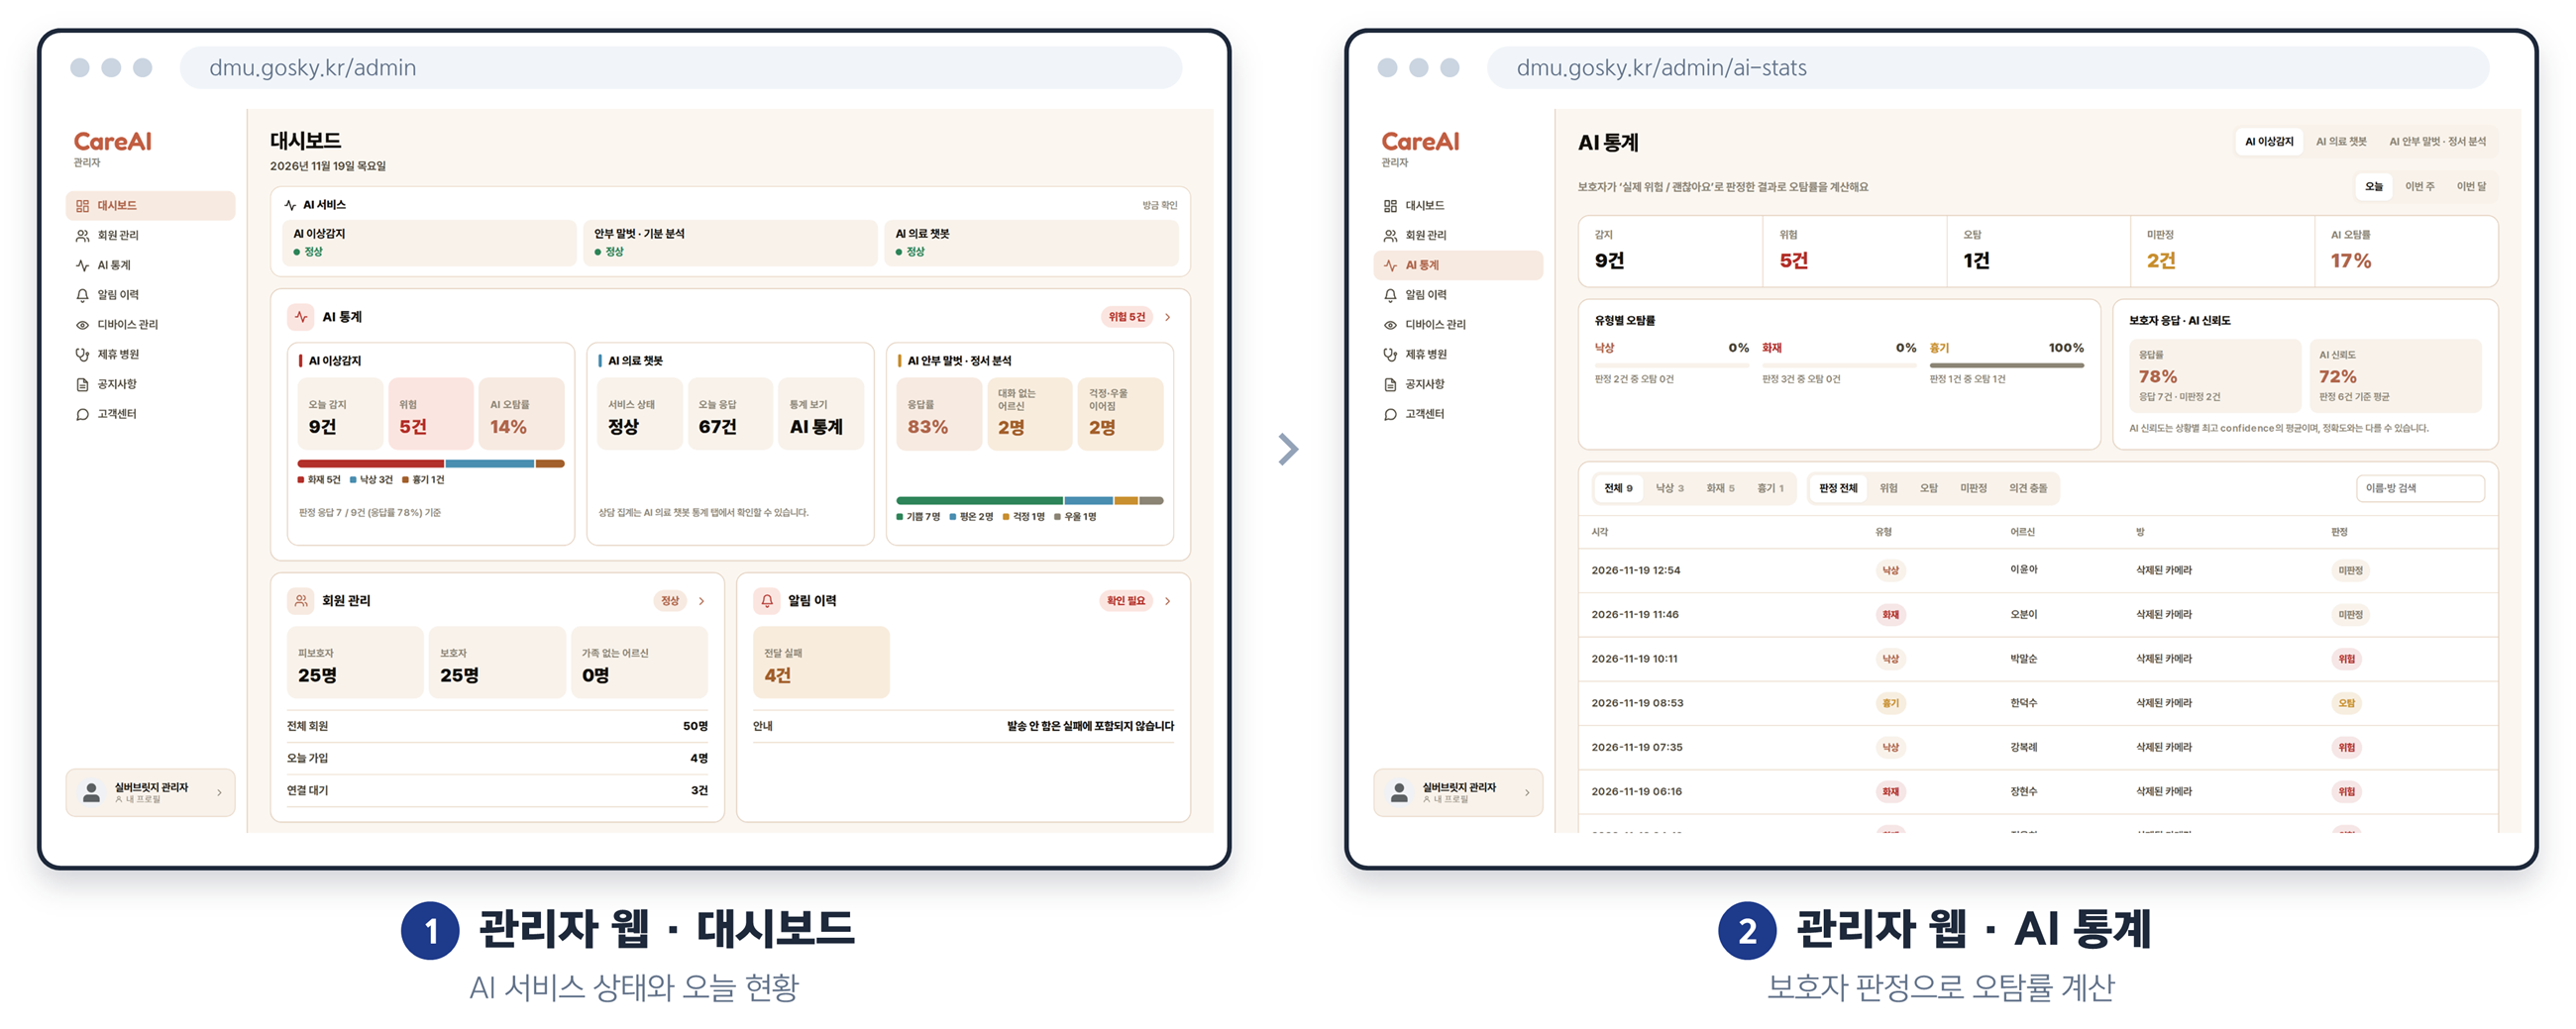 dmu.gosky.kr/admin
CareAI
관리자
대시보드
회원 관리
AI 통계
알림 이력
디바이스 관리
제휴 병원
공지사항
고객센터
실버브릿지 관리자
내 프로필
대시보드
2026년 11월 19일 목요일
AI 서비스
방금 확인
AI 이상감지
정상
안부 말벗 · 기분 분석
정상
AI 의료 챗봇
정상
AI 통계
위험 5건
AI 이상감지
오늘 감지
9건
위험
5건
AI 오탐률
14%
화재 5건 낙상 3건 흉기 1건
판정 응답 7 / 9건 (응답률 78%) 기준
AI 의료 챗봇
서비스 상태
정상
오늘 응답
67건
통계 보기
AI 통계
상담 집계는 AI 의료 챗봇 통계 탭에서 확인할 수 있습니다.
AI 안부 말벗 · 정서 분석
응답률
83%
대화 없는
어르신
2명
걱정·우울
이어짐
2명
기쁨 7명 평온 2명 걱정 1명 우울 1명
회원 관리
정상
피보호자
25명
보호자
25명
가족 없는 어르신
0명
전체 회원 50명
오늘 가입 4명
연결 대기 3건
알림 이력
확인 필요
전달 실패
4건
안내 발송 안 함은 실패에 포함되지 않습니다
1 관리자 웹 · 대시보드
AI 서비스 상태와 오늘 현황
dmu.gosky.kr/admin/ai-stats
CareAI
관리자
대시보드
회원 관리
AI 통계
알림 이력
디바이스 관리
제휴 병원
공지사항
고객센터
실버브릿지 관리자
내 프로필
AI 통계
AI 이상감지 AI 의료 챗봇 AI 안부 말벗 · 정서 분석
보호자가 '실제 위험 / 괜찮아요'로 판정한 결과로 오탐률을 계산해요
오늘 이번 주 이번 달
감지
9건
위험
5건
오탐
1건
미판정
2건
AI 오탐률
17%
유형별 오탐률
낙상 0%
판정 2건 중 오탐 0건
화재 0%
판정 3건 중 오탐 0건
흉기 100%
판정 1건 중 오탐 1건
보호자 응답 · AI 신뢰도
응답률
78%
응답 7건 · 미판정 2건
AI 신뢰도
72%
판정 6건 기준 평균
AI 신뢰도는 상황별 최고 confidence의 평균이며, 정확도와는 다를 수 있습니다.
전체 9 낙상 3 화재 5 흉기 1
판정 전체 위험 오탐 미판정 의견 충돌
이름·방 검색
시각 유형 어르신 방 판정
2026-11-19 12:54 낙상 이윤아 삭제된 카메라 미판정
2026-11-19 11:46 화재 오분이 삭제된 카메라 미판정
2026-11-19 10:11 낙상 박말순 삭제된 카메라 위험
2026-11-19 08:53 흉기 한덕수 삭제된 카메라 오탐
2026-11-19 07:35 낙상 강복례 삭제된 카메라 위험
2026-11-19 06:16 화재 장현수 삭제된 카메라 위험
2 관리자 웹 · AI 통계
보호자 판정으로 오탐률 계산